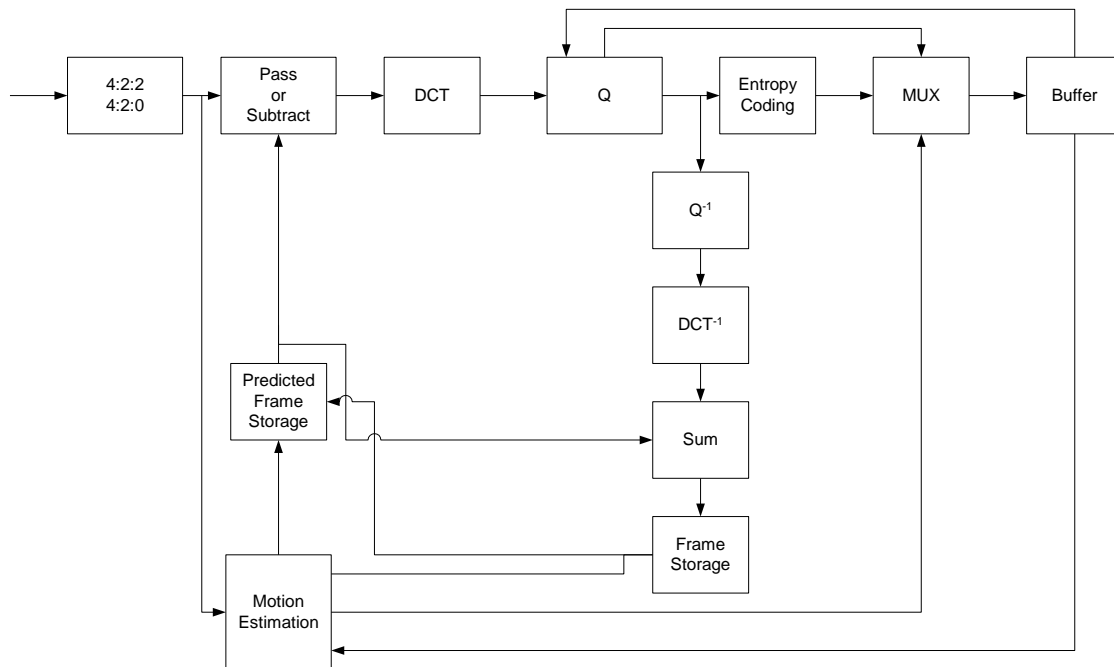 4:2:2
4:2:0
Pass
or
Subtract
DCT
Q
Entropy
Coding
MUX
Buffer
Q⁻¹
DCT⁻¹
Predicted
Frame
Storage
Sum
Frame
Storage
Motion
Estimation